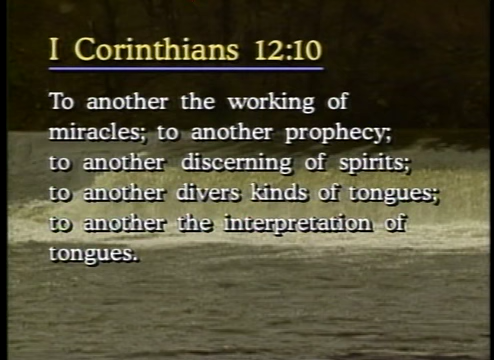 I Corinthians 12:10
To another the working of
miracles; to another prophecy;
to another discerning of spirits;
to another divers kinds of tongues;
to another the interpretation of
tongues.